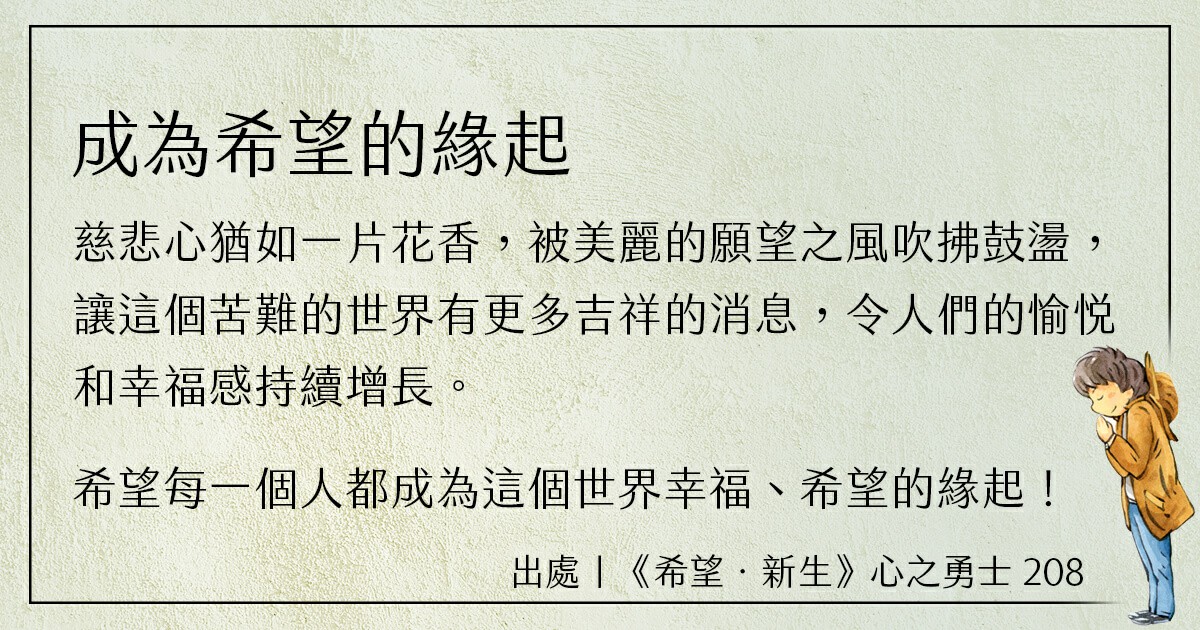 成為希望的緣起
慈悲心猶如一片花香，被美麗的願望之風吹拂鼓盪，
讓這個苦難的世界有更多吉祥的消息，令人們的愉悅
和幸福感持續增長。
希望每一個人都成為這個世界幸福、希望的緣起！
出處｜《希望．新生》心之勇士 208